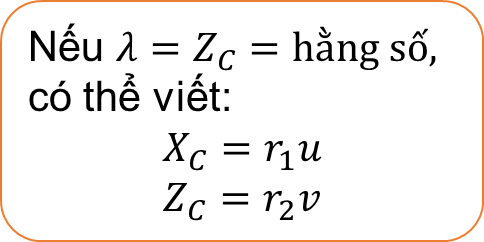 Nếu λ = Z_C = hằng số,
có thể viết:
X_C = r₁u
Z_C = r₂v